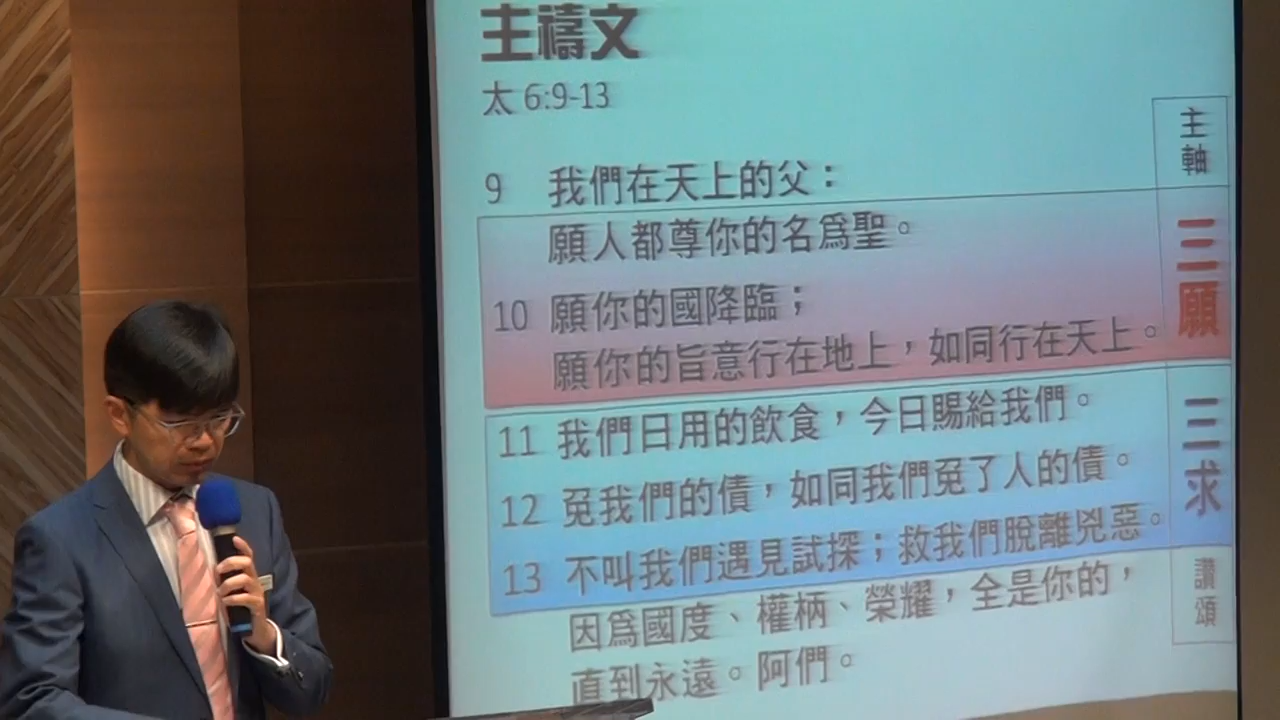 主禱文
太 6:9-13
主軸
9 我們在天上的父：
願人都尊你的名爲聖。
三願
10 願你的國降臨；
願你的旨意行在地上，如同行在天上。
三求
11 我們日用的飲食，今日賜給我們。
12 免我們的債，如同我們免了人的債。
13 不叫我們遇見試探；救我們脫離兇惡。
讚頌
因爲國度、權柄、榮耀，全是你的，
直到永遠。阿們。